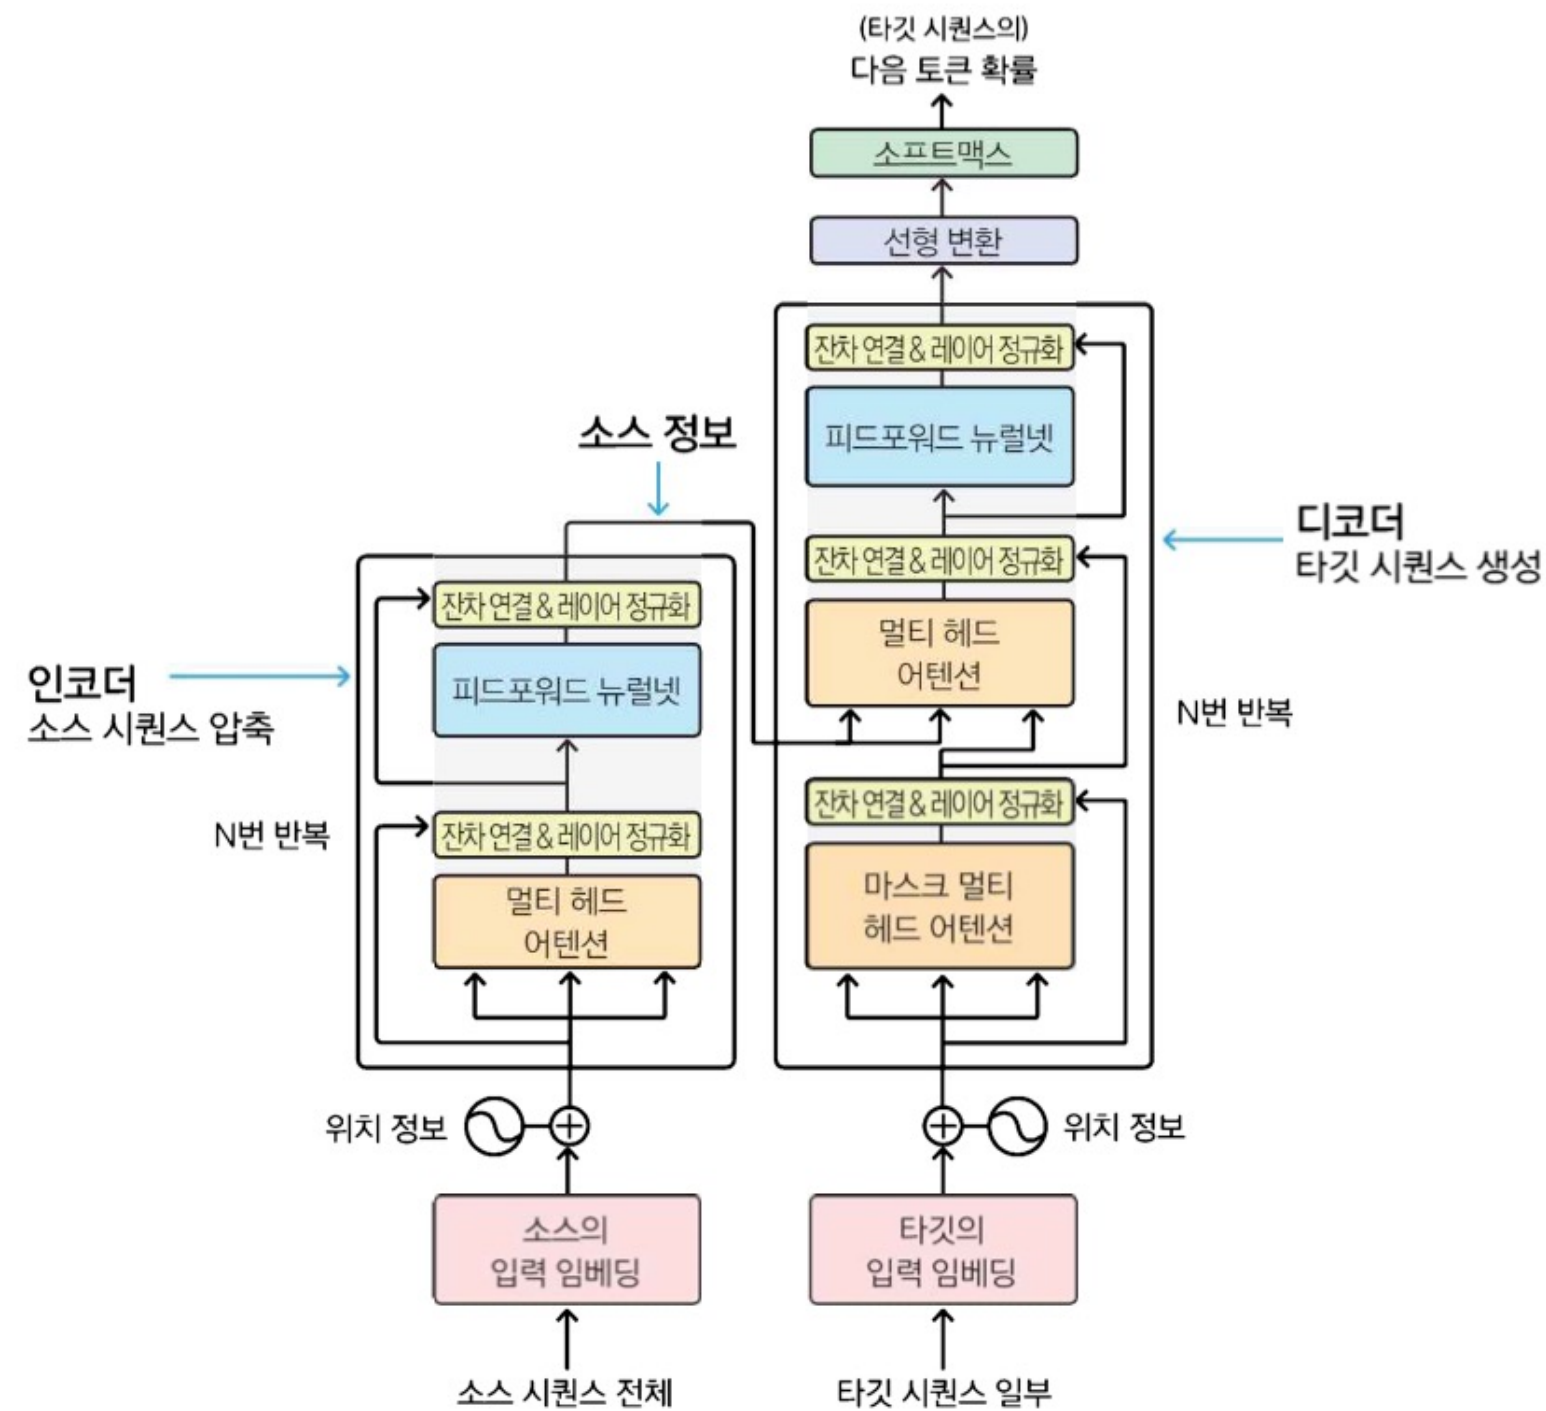 (타깃 시퀀스의)
다음 토큰 확률
소프트맥스
선형 변환
잔차 연결 & 레이어 정규화
피드포워드 뉴럴넷
잔차 연결 & 레이어 정규화
멀티 헤드
어텐션
잔차 연결 & 레이어 정규화
마스크 멀티
헤드 어텐션
디코더
타깃 시퀀스 생성
N번 반복
소스 정보
잔차 연결 & 레이어 정규화
피드포워드 뉴럴넷
잔차 연결 & 레이어 정규화
멀티 헤드
어텐션
인코더
소스 시퀀스 압축
N번 반복
위치 정보
위치 정보
소스의
입력 임베딩
타깃의
입력 임베딩
소스 시퀀스 전체
타깃 시퀀스 일부